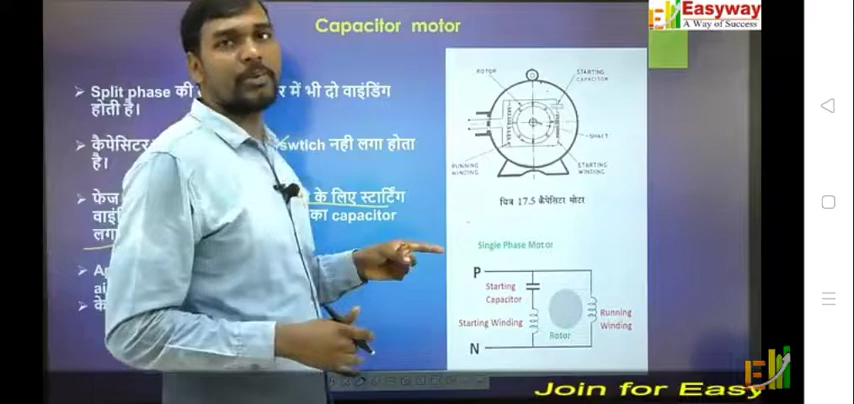 Capacitor motor
Easyway
A Way of Success
Split phase की
र में भी दो वाइंडिंग
होती है।
कैपेसिटर
swtich नही लगा होता
है।
फेज
के लिए स्टार्टिंग
का capacitor
के
ROTOR
STARTING
CAPACITOR
SHAFT
RUNNING
WINDING
STARTING
WINDING
चित्र 17.5 कैपेसिटर मोटर
Single Phase Motor
P
Starting
Capacitor
Starting Winding
Rotor
Running
Winding
N
Join for Easy